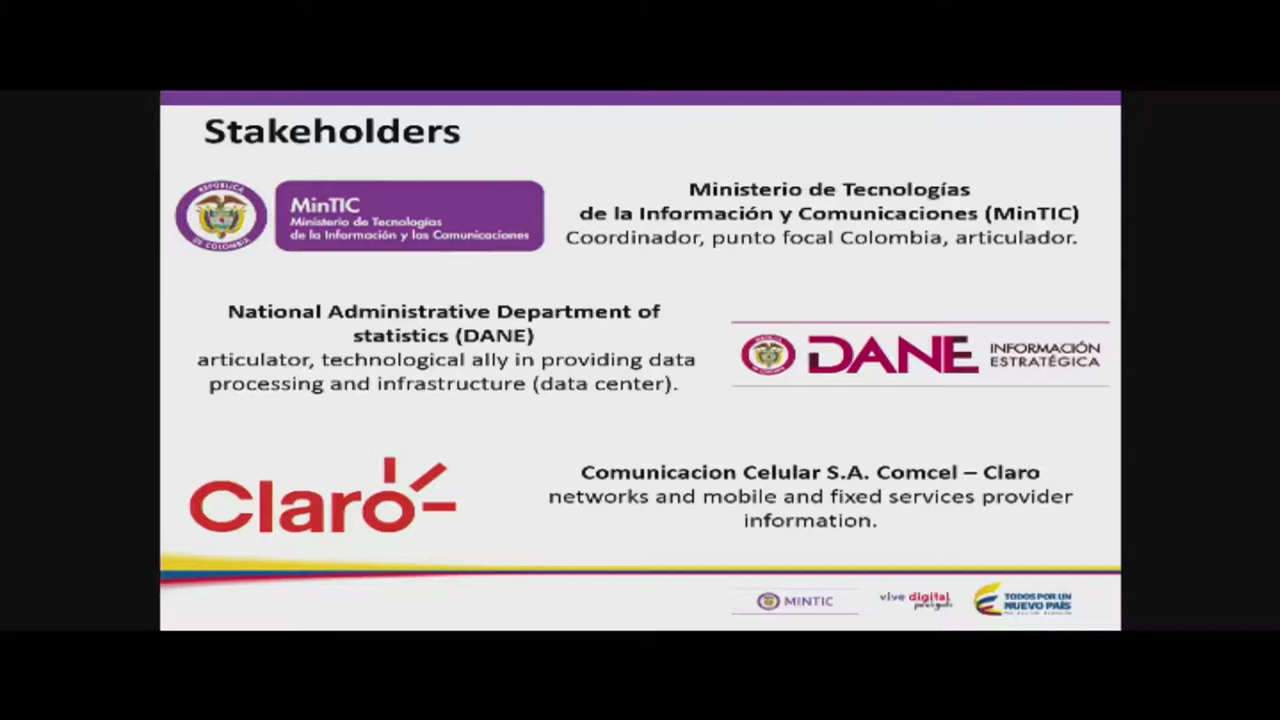 Stakeholders
REPÚBLICA
DE COLOMBIA
MinTIC
Ministerio de Tecnologías
de la Información y las Comunicaciones
Ministerio de Tecnologías
de la Información y Comunicaciones (MinTIC)
Coordinador, punto focal Colombia, articulador.
National Administrative Department of
statistics (DANE)
articulator, technological ally in providing data
processing and infrastructure (data center).
DANE
INFORMACIÓN
ESTRATÉGICA
Claro
Comunicacion Celular S.A. Comcel – Claro
networks and mobile and fixed services provider
information.
MINTIC
vive digital
TODOS POR UN
NUEVO PAÍS